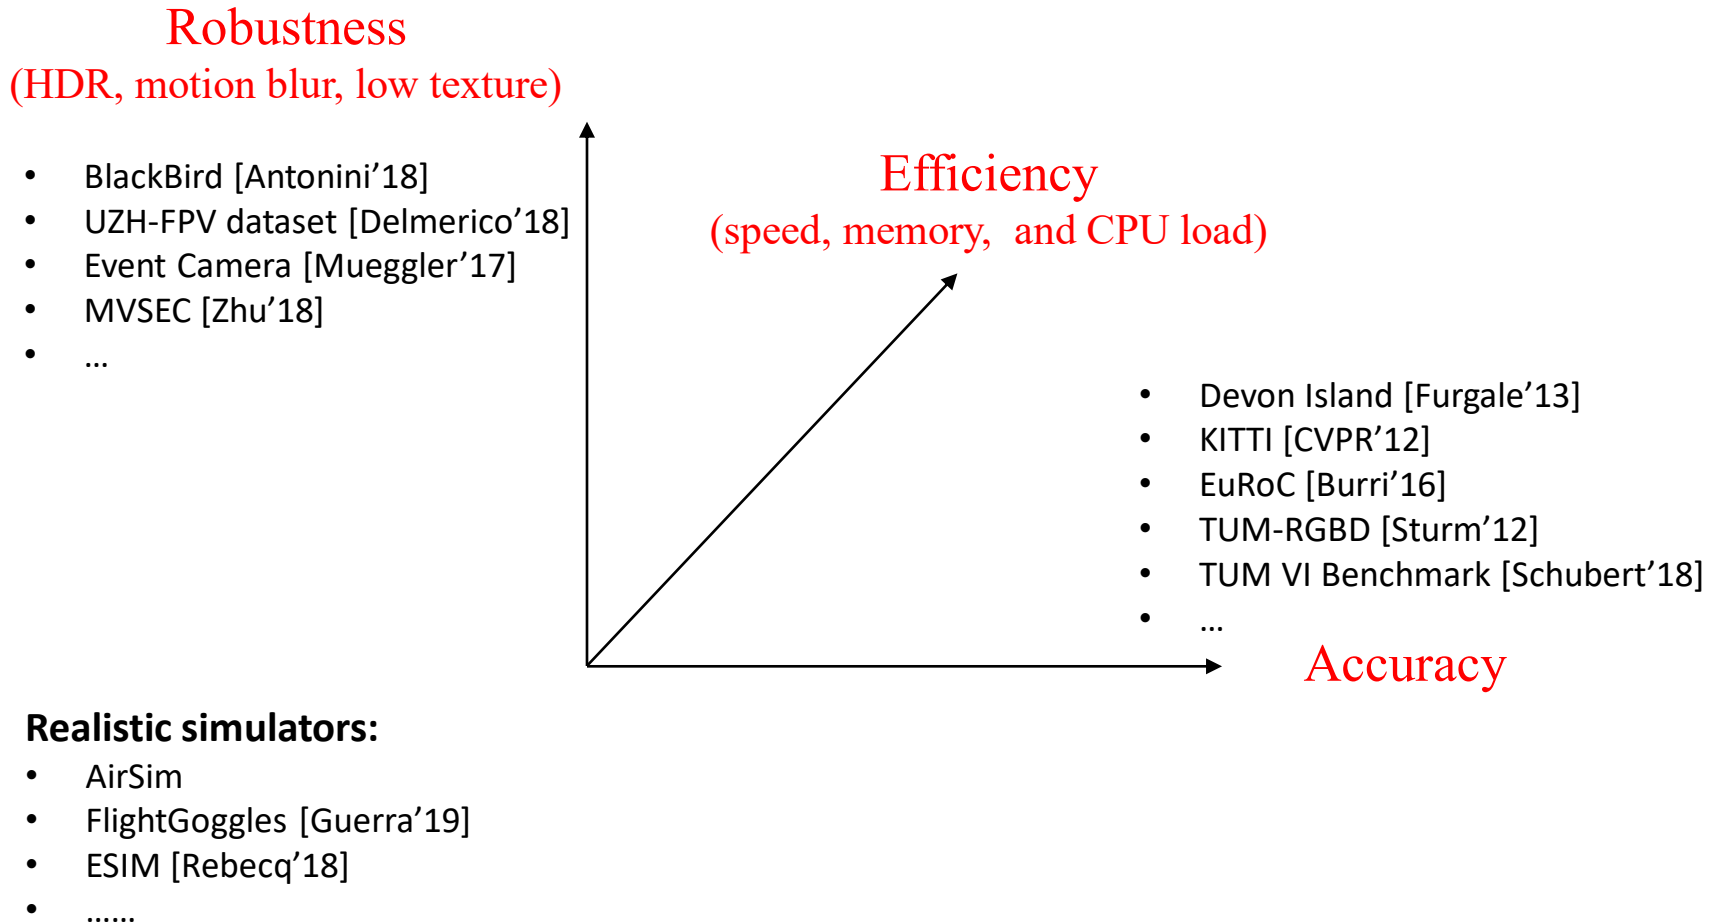 Robustness
(HDR, motion blur, low texture)
• BlackBird [Antonini’18]
• UZH-FPV dataset [Delmerico’18]
• Event Camera [Mueggler’17]
• MVSEC [Zhu’18]
• …
Efficiency
(speed, memory, and CPU load)
• Devon Island [Furgale’13]
• KITTI [CVPR’12]
• EuRoC [Burri’16]
• TUM-RGBD [Sturm’12]
• TUM VI Benchmark [Schubert’18]
• …
Accuracy
Realistic simulators:
• AirSim
• FlightGoggles [Guerra’19]
• ESIM [Rebecq’18]
• ……